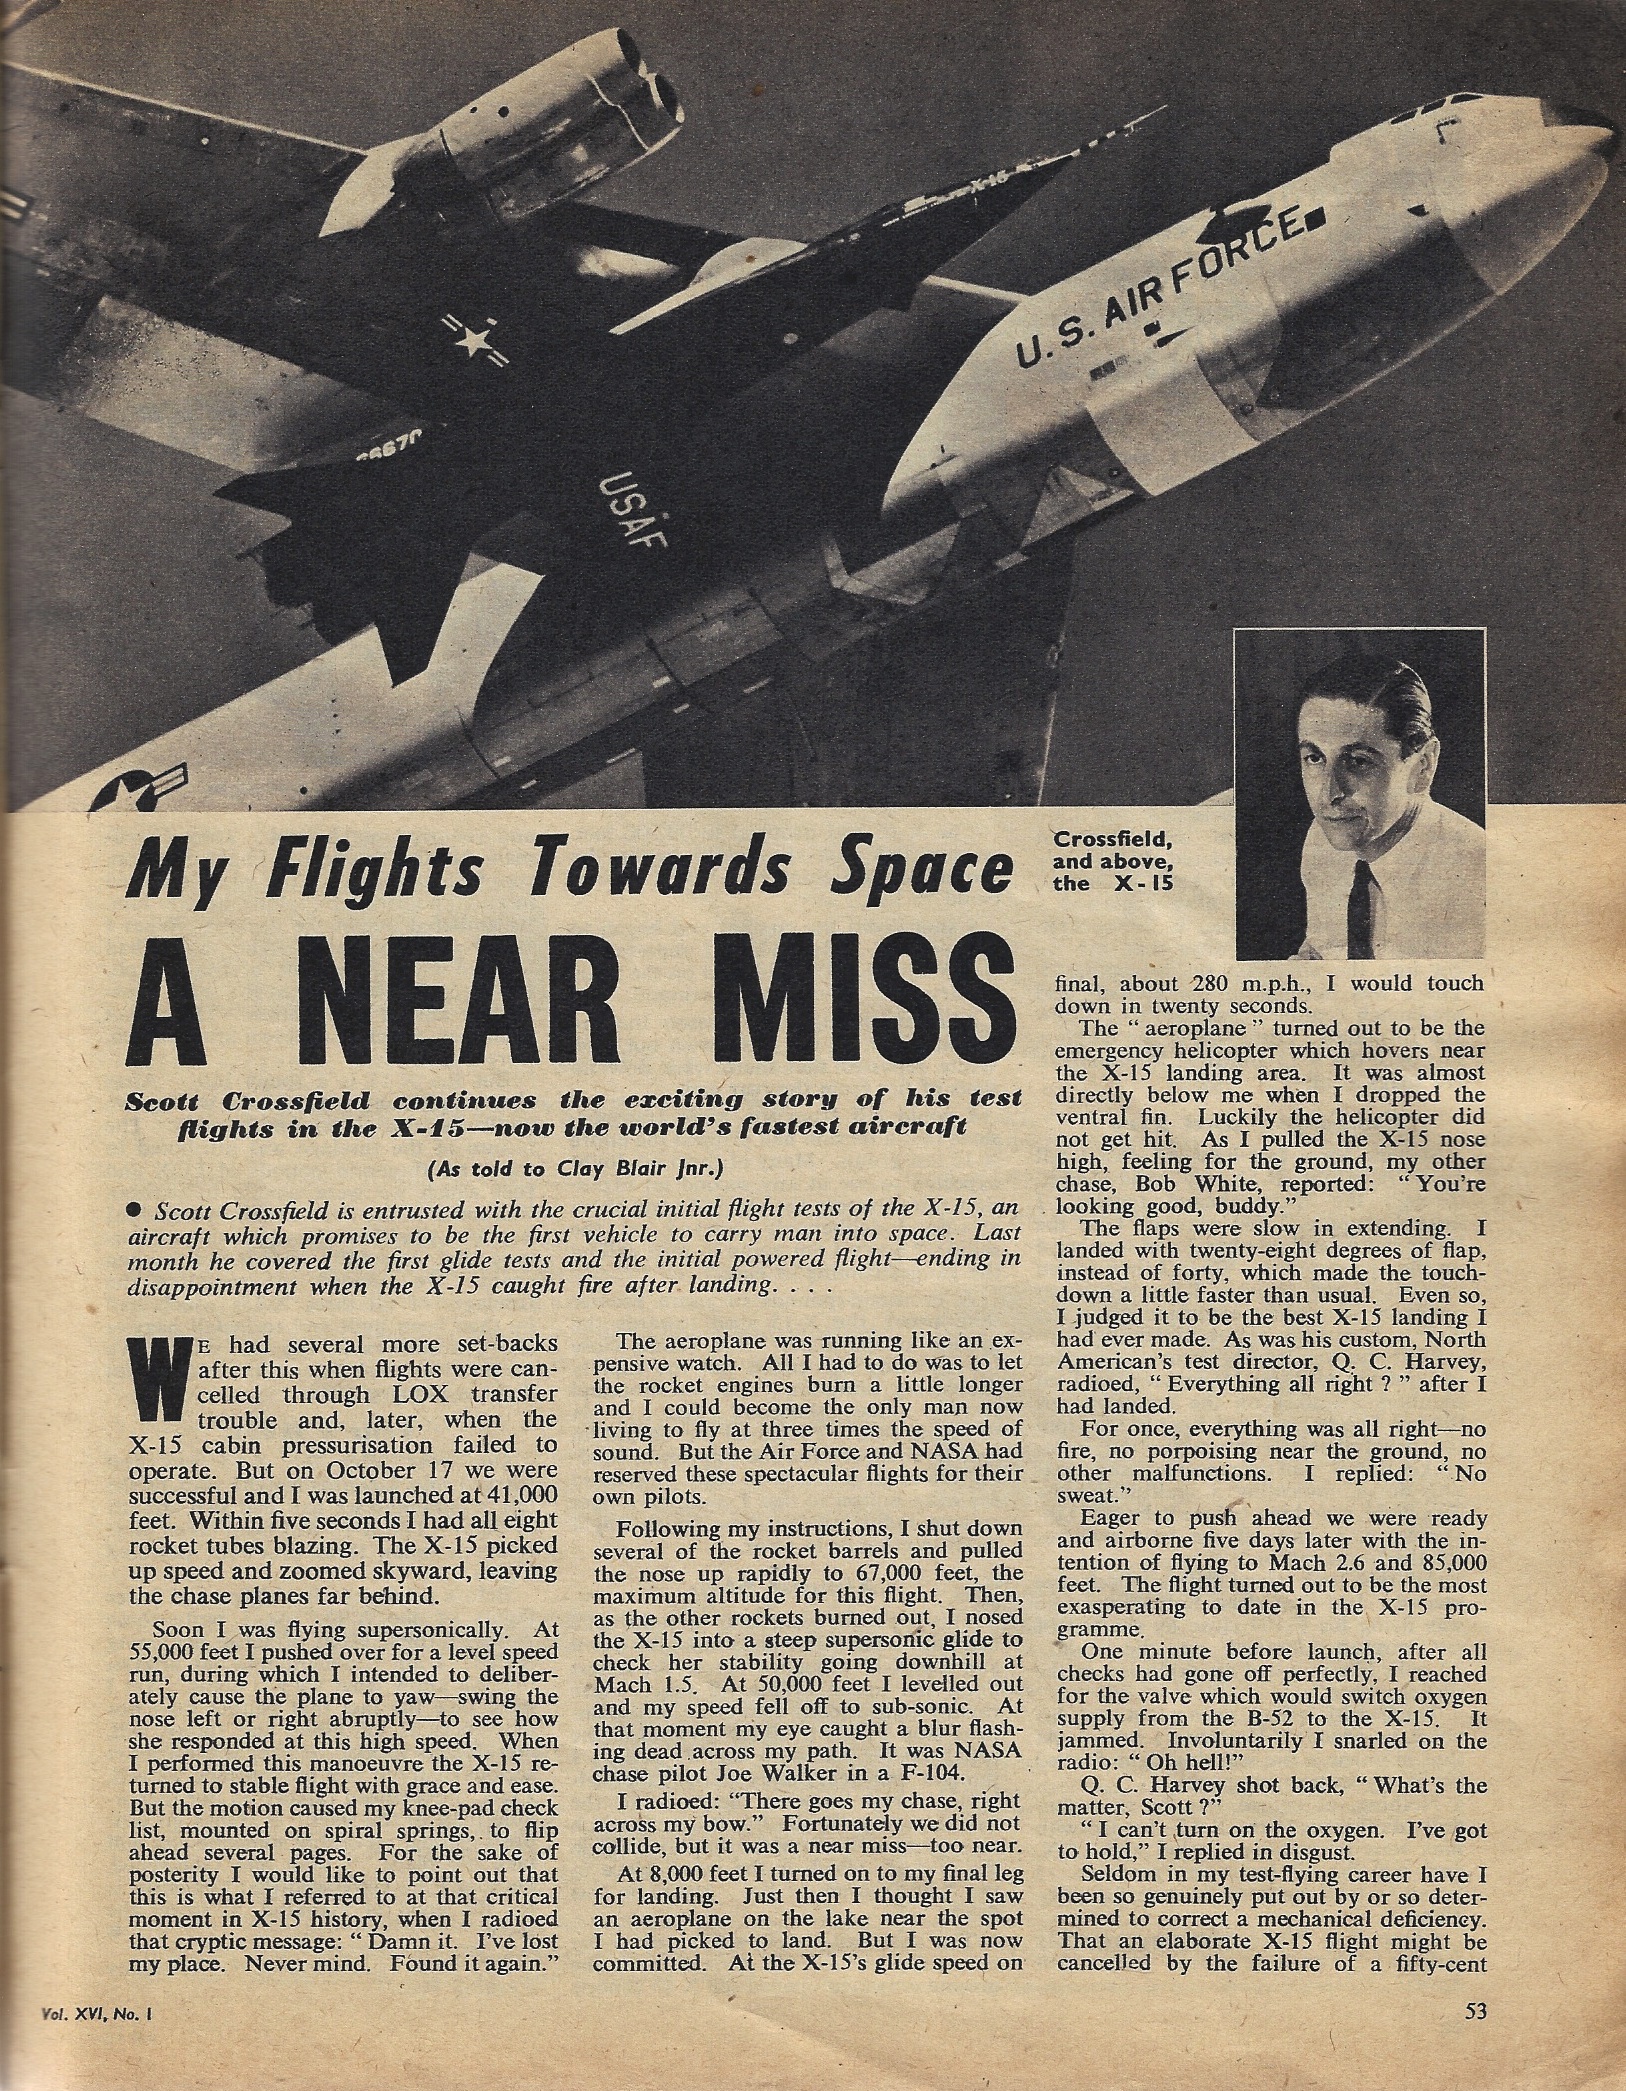 X-15
U.S. AIR FORCE
USAF
My Flights Towards Space
A NEAR MISS
Crossfield,
and above,
the X-15
Scott Crossfield continues the exciting story of his test
flights in the X-15—now the world's fastest aircraft
(As told to Clay Blair Jnr.)
● Scott Crossfield is entrusted with the crucial initial flight tests of the X-15, an
aircraft which promises to be the first vehicle to carry man into space. Last
month he covered the first glide tests and the initial powered flight—ending in
disappointment when the X-15 caught fire after landing. . . .
WE had several more set-backs
after this when flights were can-
celled through LOX transfer
trouble and, later, when the
X-15 cabin pressurisation failed to
operate. But on October 17 we were
successful and I was launched at 41,000
feet. Within five seconds I had all eight
rocket tubes blazing. The X-15 picked
up speed and zoomed skyward, leaving
the chase planes far behind.
Soon I was flying supersonically. At
55,000 feet I pushed over for a level speed
run, during which I intended to deliber-
ately cause the plane to yaw—swing the
nose left or right abruptly—to see how
she responded at this high speed. When
I performed this manoeuvre the X-15 re-
turned to stable flight with grace and ease.
But the motion caused my knee-pad check
list, mounted on spiral springs, to flip
ahead several pages. For the sake of
posterity I would like to point out that
this is what I referred to at that critical
moment in X-15 history, when I radioed
that cryptic message: "Damn it. I've lost
my place. Never mind. Found it again."
The aeroplane was running like an ex-
pensive watch. All I had to do was to let
the rocket engines burn a little longer
and I could become the only man now
living to fly at three times the speed of
sound. But the Air Force and NASA had
reserved these spectacular flights for their
own pilots.
Following my instructions, I shut down
several of the rocket barrels and pulled
the nose up rapidly to 67,000 feet, the
maximum altitude for this flight. Then,
as the other rockets burned out, I nosed
the X-15 into a steep supersonic glide to
check her stability going downhill at
Mach 1.5. At 50,000 feet I levelled out
and my speed fell off to sub-sonic. At
that moment my eye caught a blur flash-
ing dead across my path. It was NASA
chase pilot Joe Walker in a F-104.
I radioed: "There goes my chase, right
across my bow." Fortunately we did not
collide, but it was a near miss—too near.
At 8,000 feet I turned on to my final leg
for landing. Just then I thought I saw
an aeroplane on the lake near the spot
I had picked to land. But I was now
committed. At the X-15's glide speed on
final, about 280 m.p.h., I would touch
down in twenty seconds.
The "aeroplane" turned out to be the
emergency helicopter which hovers near
the X-15 landing area. It was almost
directly below me when I dropped the
ventral fin. Luckily the helicopter did
not get hit. As I pulled the X-15 nose
high, feeling for the ground, my other
chase, Bob White, reported: "You're
looking good, buddy."
The flaps were slow in extending. I
landed with twenty-eight degrees of flap,
instead of forty, which made the touch-
down a little faster than usual. Even so,
I judged it to be the best X-15 landing I
had ever made. As was his custom, North
American's test director, Q. C. Harvey,
radioed, "Everything all right?" after I
had landed.
For once, everything was all right—no
fire, no porpoising near the ground, no
other malfunctions. I replied: "No
sweat."
Eager to push ahead we were ready
and airborne five days later with the in-
tention of flying to Mach 2.6 and 85,000
feet. The flight turned out to be the most
exasperating to date in the X-15 pro-
gramme.
One minute before launch, after all
checks had gone off perfectly, I reached
for the valve which would switch oxygen
supply from the B-52 to the X-15. It
jammed. Involuntarily I snarled on the
radio: "Oh hell!"
Q. C. Harvey shot back, "What's the
matter, Scott?"
"I can't turn on the oxygen. I've got
to hold," I replied in disgust.
Seldom in my test-flying career have I
been so genuinely put out by or so deter-
mined to correct a mechanical deficiency.
That an elaborate X-15 flight might be
cancelled by the failure of a fifty-cent
Vol. XVI, No. 1
53